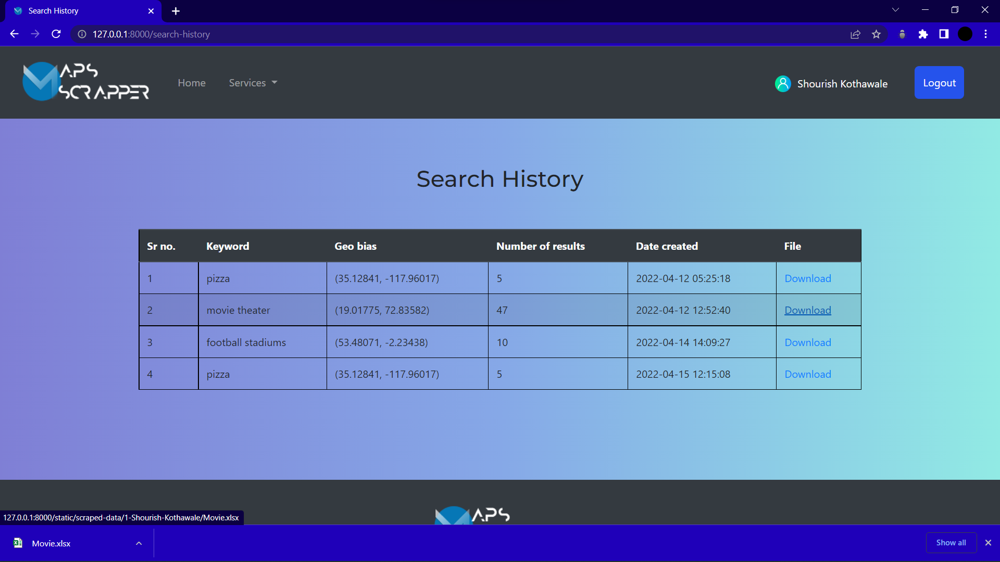 Search History
127.0.0.1:8000/search-history
APS
SCRAPPER
Home Services Shourish Kothawale Logout
Search History
Sr no. Keyword Geo bias Number of results Date created File
1 pizza (35.12841, -117.96017) 5 2022-04-12 05:25:18 Download
2 movie theater (19.01775, 72.83582) 47 2022-04-12 12:52:40 Download
3 football stadiums (53.48071, -2.23438) 10 2022-04-14 14:09:27 Download
4 pizza (35.12841, -117.96017) 5 2022-04-15 12:15:08 Download
APS
127.0.0.1:8000/static/scraped-data/1-Shourish-Kothawale/Movie.xlsx
Movie.xlsx Show all